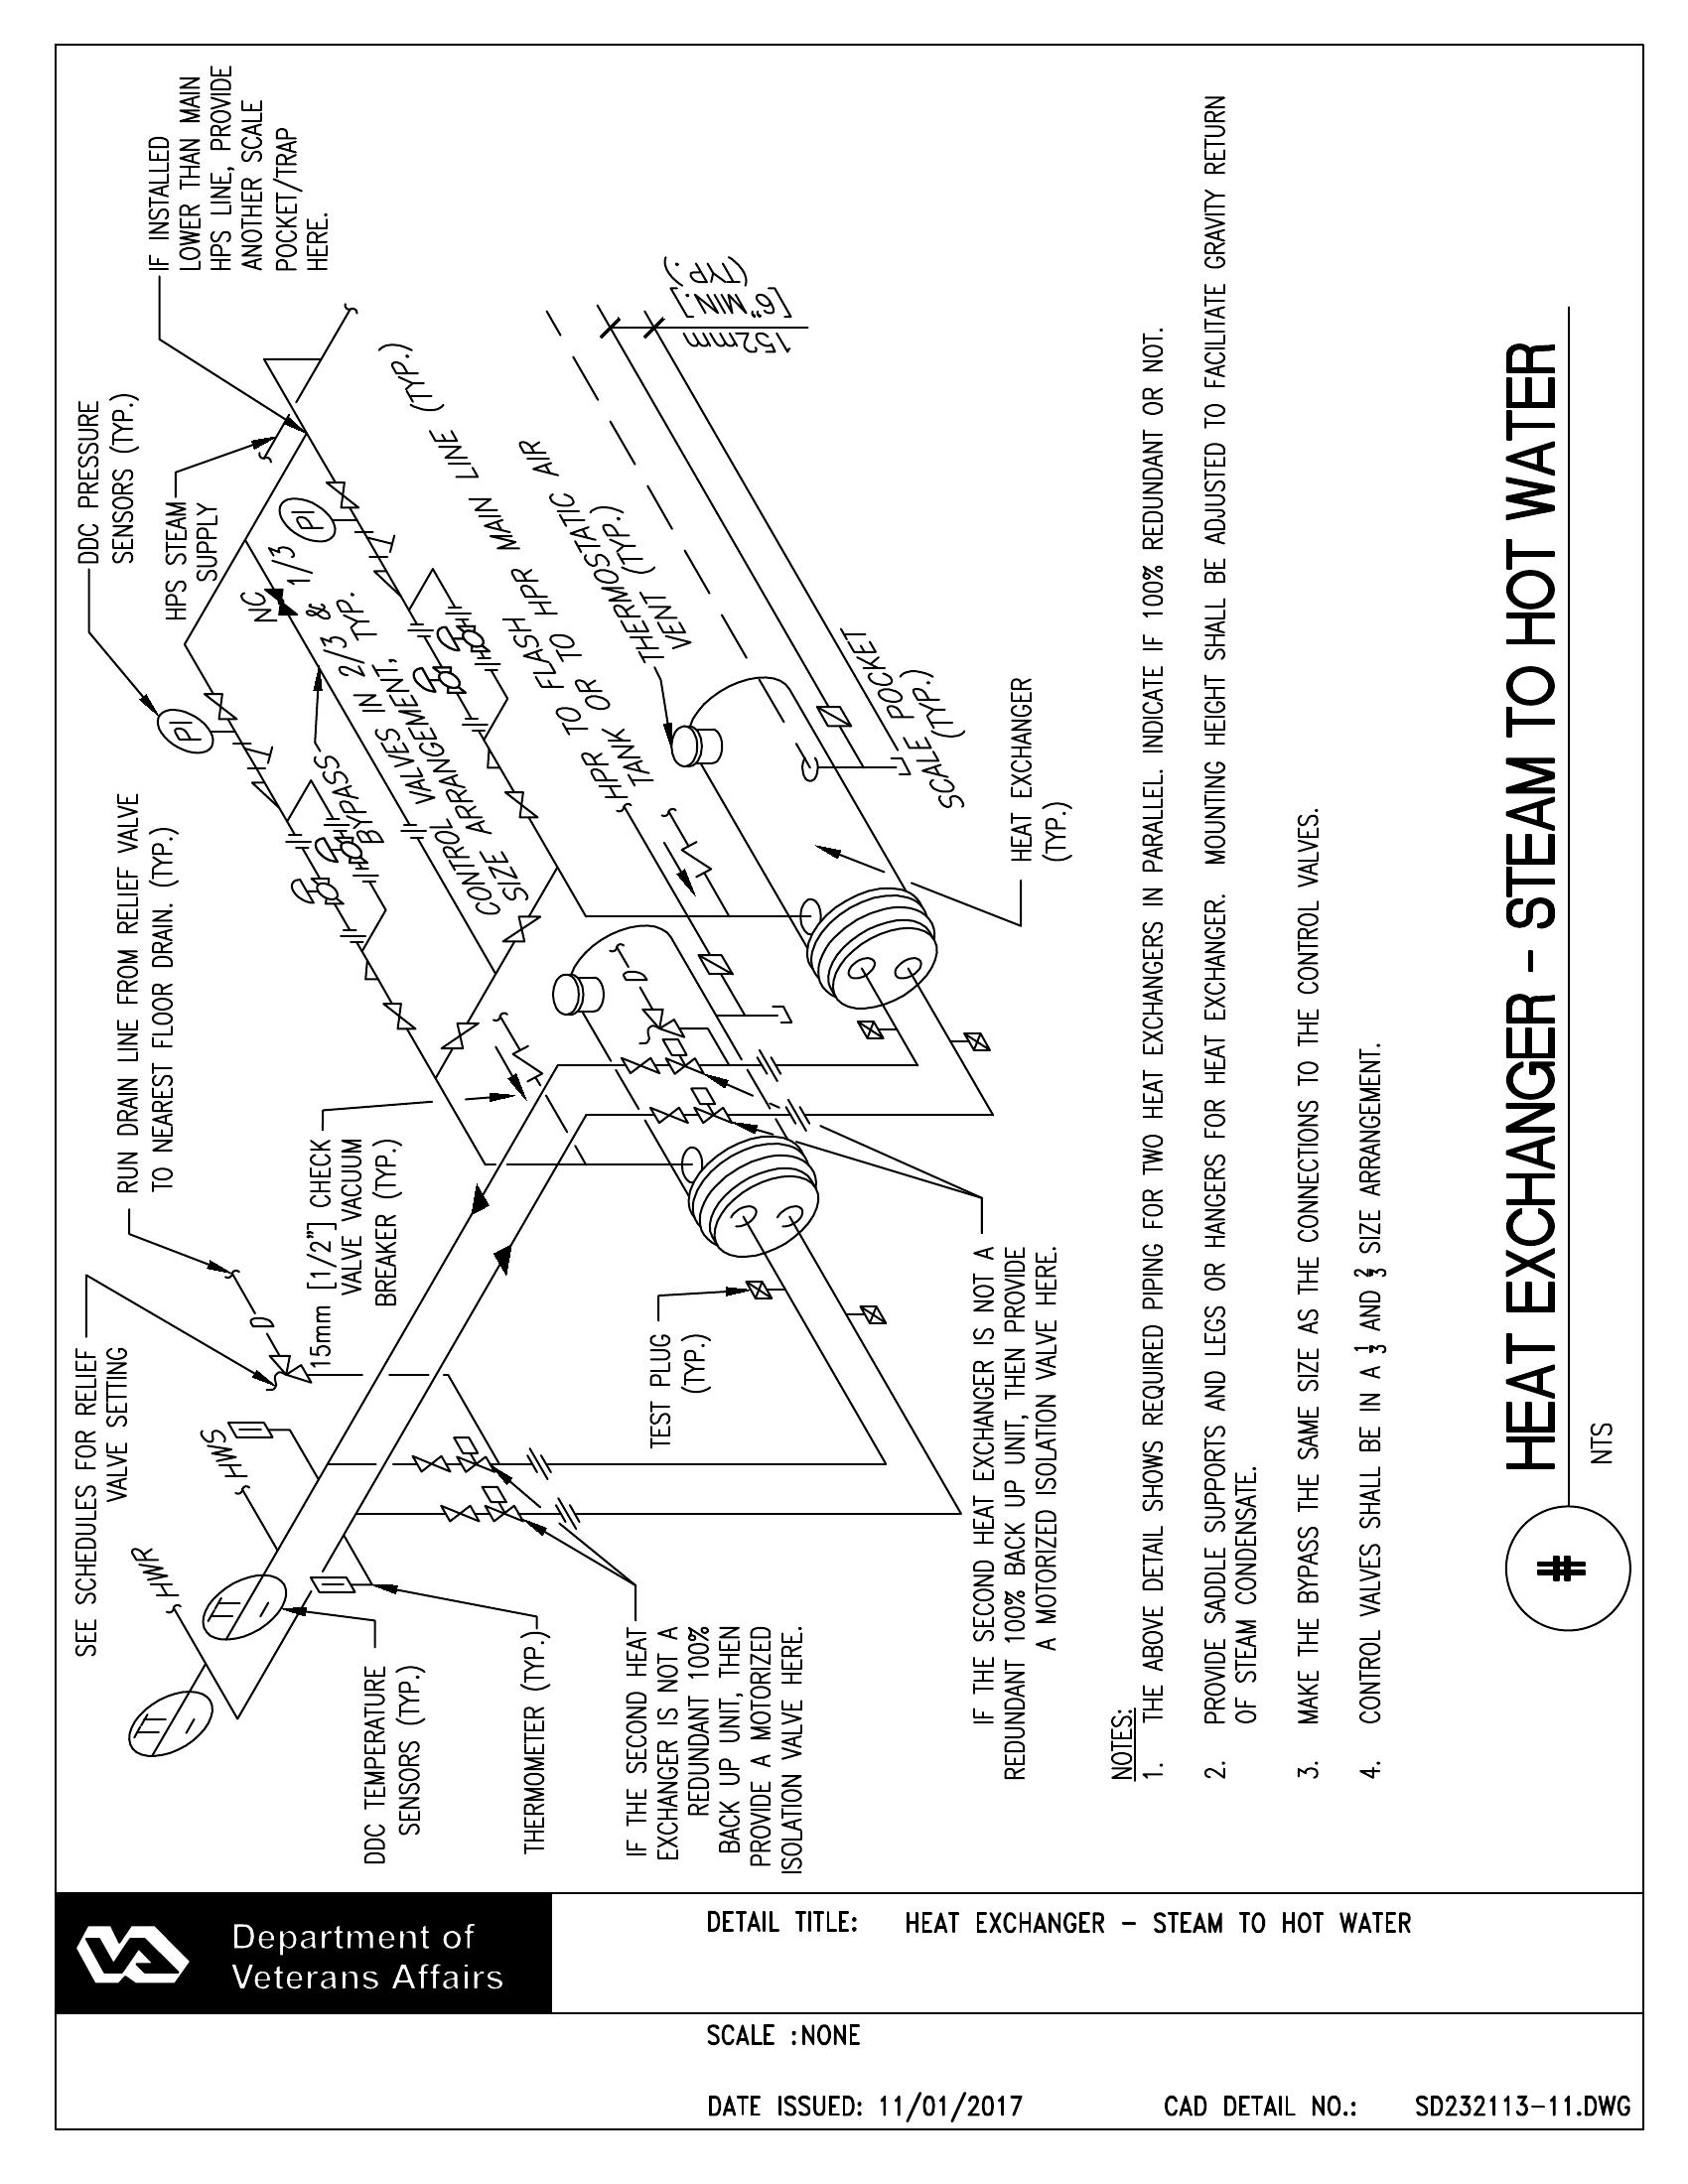 SEE SCHEDULES FOR RELIEF
VALVE SETTING
RUN DRAIN LINE FROM RELIEF VALVE
TO NEAREST FLOOR DRAIN. (TYP.)
DDC PRESSURE
SENSORS (TYP.)
HPS STEAM
SUPPLY
IF INSTALLED
LOWER THAN MAIN
HPS LINE, PROVIDE
ANOTHER SCALE
POCKET/TRAP
HERE.
HWR
HWS
TT
TT
D
PI
PI
NC
BYPASS
CONTROL VALVES IN 2/3 & 1/3
SIZE ARRANGEMENT, TYP.
HPR TO FLASH HPR MAIN LINE (TYP.)
TANK OR TO
THERMOSTATIC AIR
VENT (TYP.)
152mm
[6" MIN.]
(TYP.)
15mm [1/2"] CHECK
VALVE VACUUM
BREAKER (TYP.)
D
SCALE POCKET
(TYP.)
HEAT EXCHANGER
(TYP.)
DDC TEMPERATURE
SENSORS (TYP.)
THERMOMETER (TYP.)
TEST PLUG
(TYP.)
IF THE SECOND HEAT
EXCHANGER IS NOT A
REDUNDANT 100%
BACK UP UNIT, THEN
PROVIDE A MOTORIZED
ISOLATION VALVE HERE.
IF THE SECOND HEAT EXCHANGER IS NOT A
REDUNDANT 100% BACK UP UNIT, THEN PROVIDE
A MOTORIZED ISOLATION VALVE HERE.
NOTES:
1. THE ABOVE DETAIL SHOWS REQUIRED PIPING FOR TWO HEAT EXCHANGERS IN PARALLEL. INDICATE IF 100% REDUNDANT OR NOT.
2. PROVIDE SADDLE SUPPORTS AND LEGS OR HANGERS FOR HEAT EXCHANGER. MOUNTING HEIGHT SHALL BE ADJUSTED TO FACILITATE GRAVITY RETURN
OF STEAM CONDENSATE.
3. MAKE THE BYPASS THE SAME SIZE AS THE CONNECTIONS TO THE CONTROL VALVES.
4. CONTROL VALVES SHALL BE IN A 1/3 AND 2/3 SIZE ARRANGEMENT.
#
HEAT EXCHANGER - STEAM TO HOT WATER
NTS
Department of
Veterans Affairs
DETAIL TITLE: HEAT EXCHANGER - STEAM TO HOT WATER
SCALE :NONE
DATE ISSUED: 11/01/2017 CAD DETAIL NO.: SD232113-11.DWG